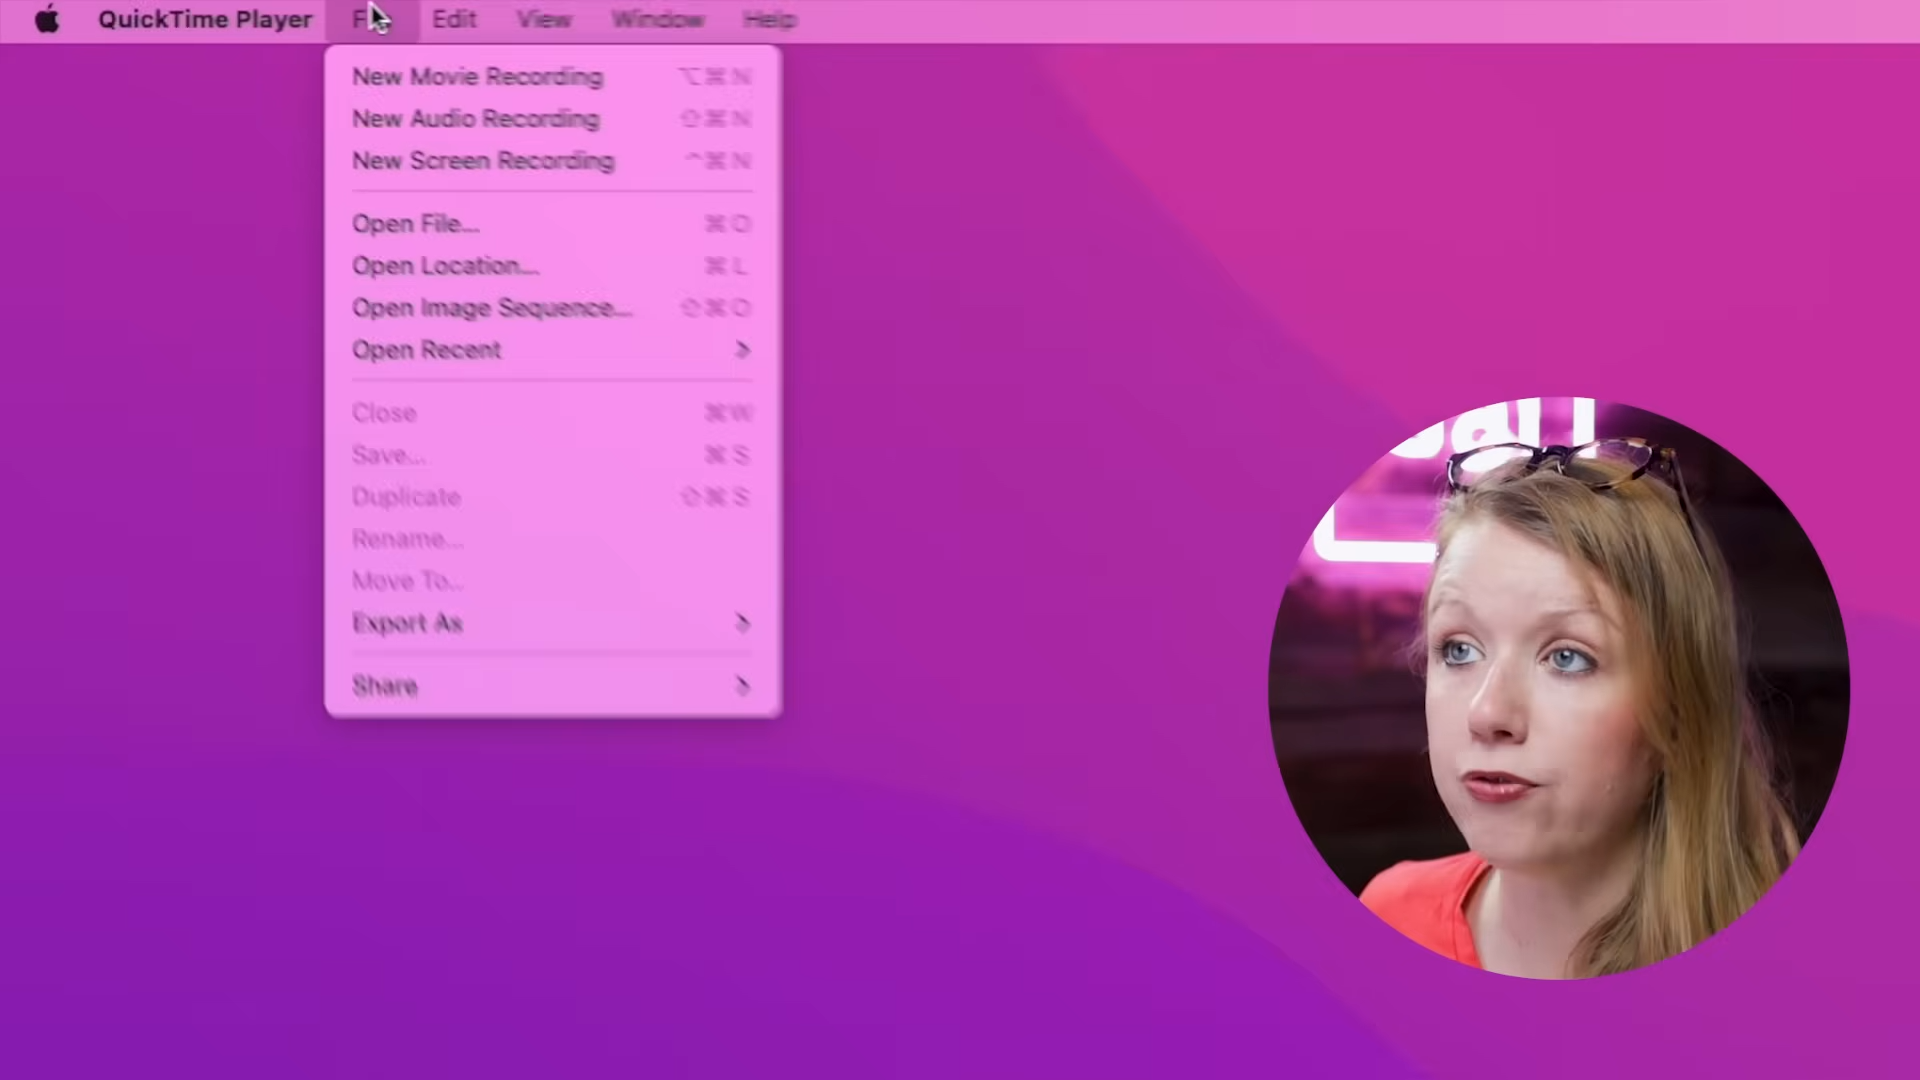 QuickTime Player Edit View Window Help
New Movie Recording ⌥⌘N
New Audio Recording ⇧⌘N
New Screen Recording ^⌘N
Open File... ⌘O
Open Location... ⌘L
Open Image Sequence... ⇧⌘O
Open Recent >
Close ⌘W
Save... ⌘S
Duplicate ⇧⌘S
Rename...
Move To...
Export As >
Share >